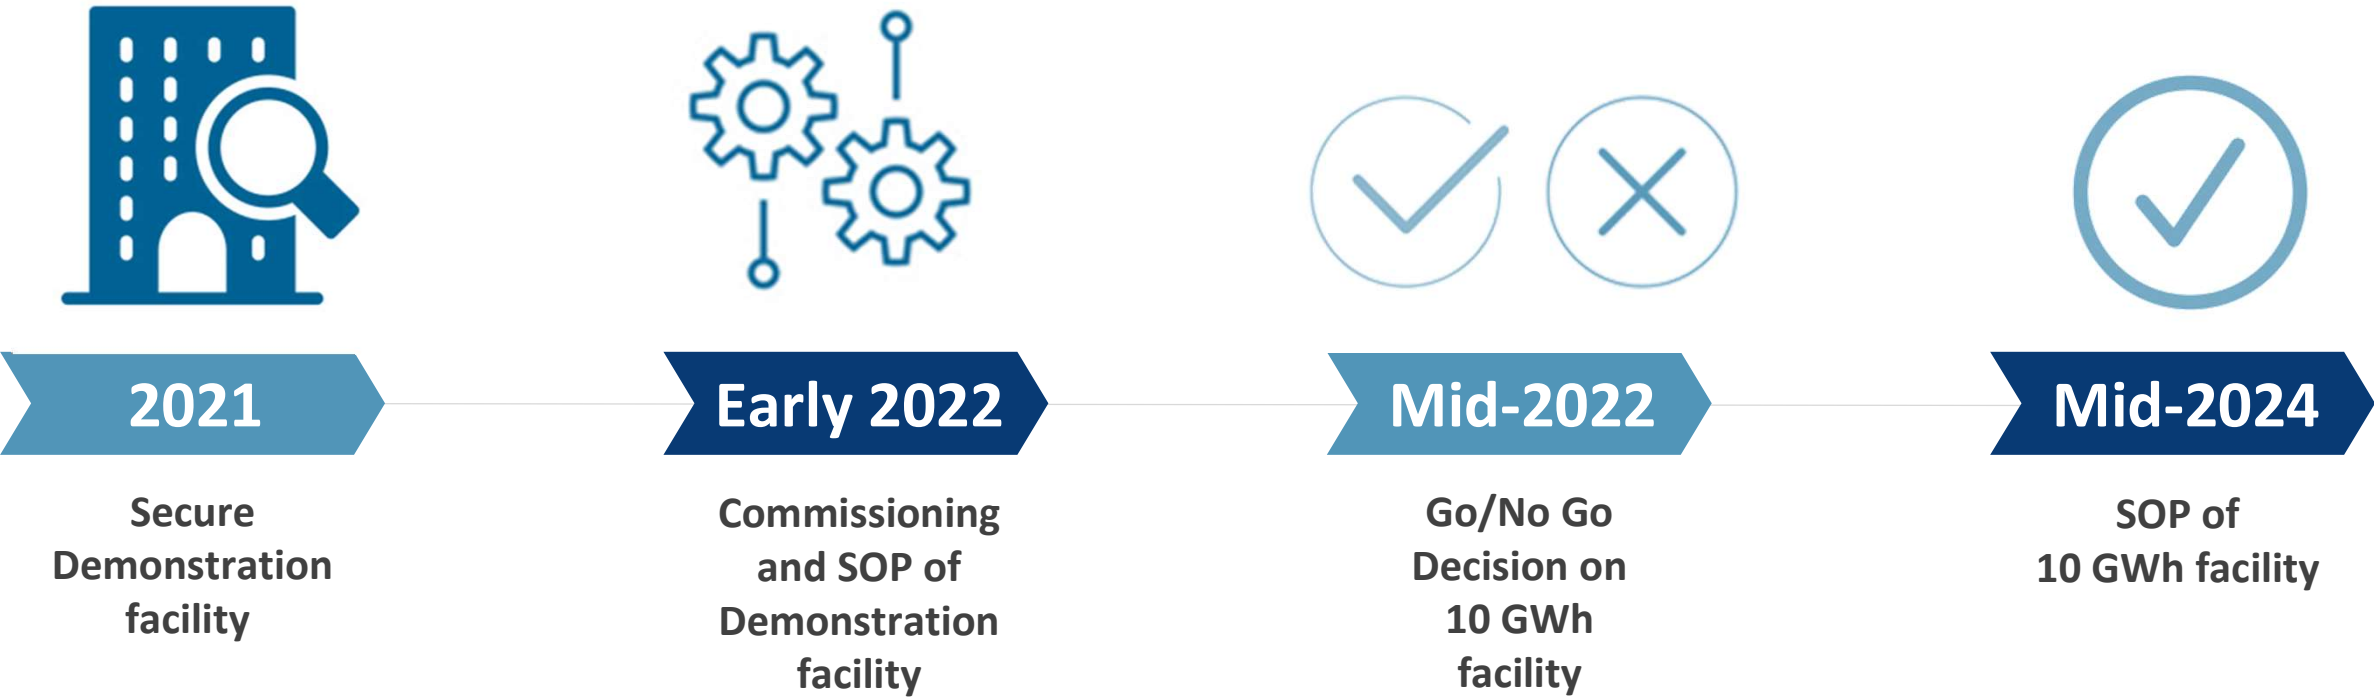 2021
Secure
Demonstration
facility
Early 2022
Commissioning
and SOP of
Demonstration
facility
Mid-2022
Go/No Go
Decision on
10 GWh
facility
Mid-2024
SOP of
10 GWh facility